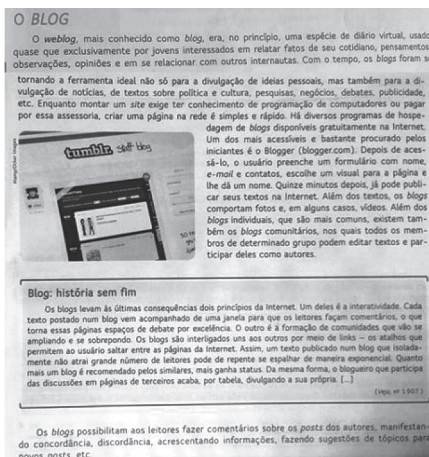 O BLOG
O weblog, mais conhecido como blog, era, no princípio, uma espécie de diário virtual, usado
quase que exclusivamente por jovens interessados em relatar fatos de seu cotidiano, pensamentos,
observações, opiniões e em se relacionar com outros internautas. Com o tempo, os blogs foram se
tornando a ferramenta ideal não só para a divulgação de ideias pessoais, mas também para a di-
vulgação de notícias, de textos sobre política e cultura, pesquisas, negócios, debates, publicidade,
etc. Enquanto montar um site exige ter conhecimento de programação de computadores ou pagar
por essa assessoria, criar uma página na rede é simples e rápido. Há diversos programas de hospe-
dagem de blogs disponíveis gratuitamente na Internet.
Um dos mais acessíveis e bastante procurado pelos
iniciantes é o Blogger (blogger.com). Depois de aces-
sá-lo, o usuário preenche um formulário com nome,
e-mail e contatos, escolhe um visual para a página e
lhe dá um nome. Quinze minutos depois, já pode publi-
car seus textos na Internet. Além dos textos, os blogs
comportam fotos e, em alguns casos, vídeos. Além dos
blogs individuais, que são mais comuns, existem tam-
bém os blogs comunitários, nos quais todos os mem-
bros de determinado grupo podem editar textos e par-
ticipar deles como autores.
tumblr. staff blog
Blog: história sem fim
Os blogs levam às últimas consequências dois princípios da Internet. Um deles é a interatividade. Cada
texto postado num blog vem acompanhado de uma janela para que os leitores façam comentários, o que
torna essas páginas espaços de debate por excelência. O outro é a formação de comunidades que vão se
ampliando e se sobrepondo. Os blogs são interligados uns aos outros por meio de links – os atalhos que
permitem ao usuário saltar entre as páginas da Internet. Assim, um texto publicado num blog que isolada-
mente não atrai grande número de leitores pode de repente se espalhar de maneira exponencial. Quanto
mais um blog é recomendado pelos similares, mais ganha status. Da mesma forma, o blogueiro que participa
das discussões em páginas de terceiros acaba, por tabela, divulgando a sua própria. [...]
(Veja, nº 1907.)
Os blogs possibilitam aos leitores fazer comentários sobre os posts dos autores, manifestan-
do concordância, discordância, acrescentando informações, fazendo sugestões de tópicos para
novos posts, etc.